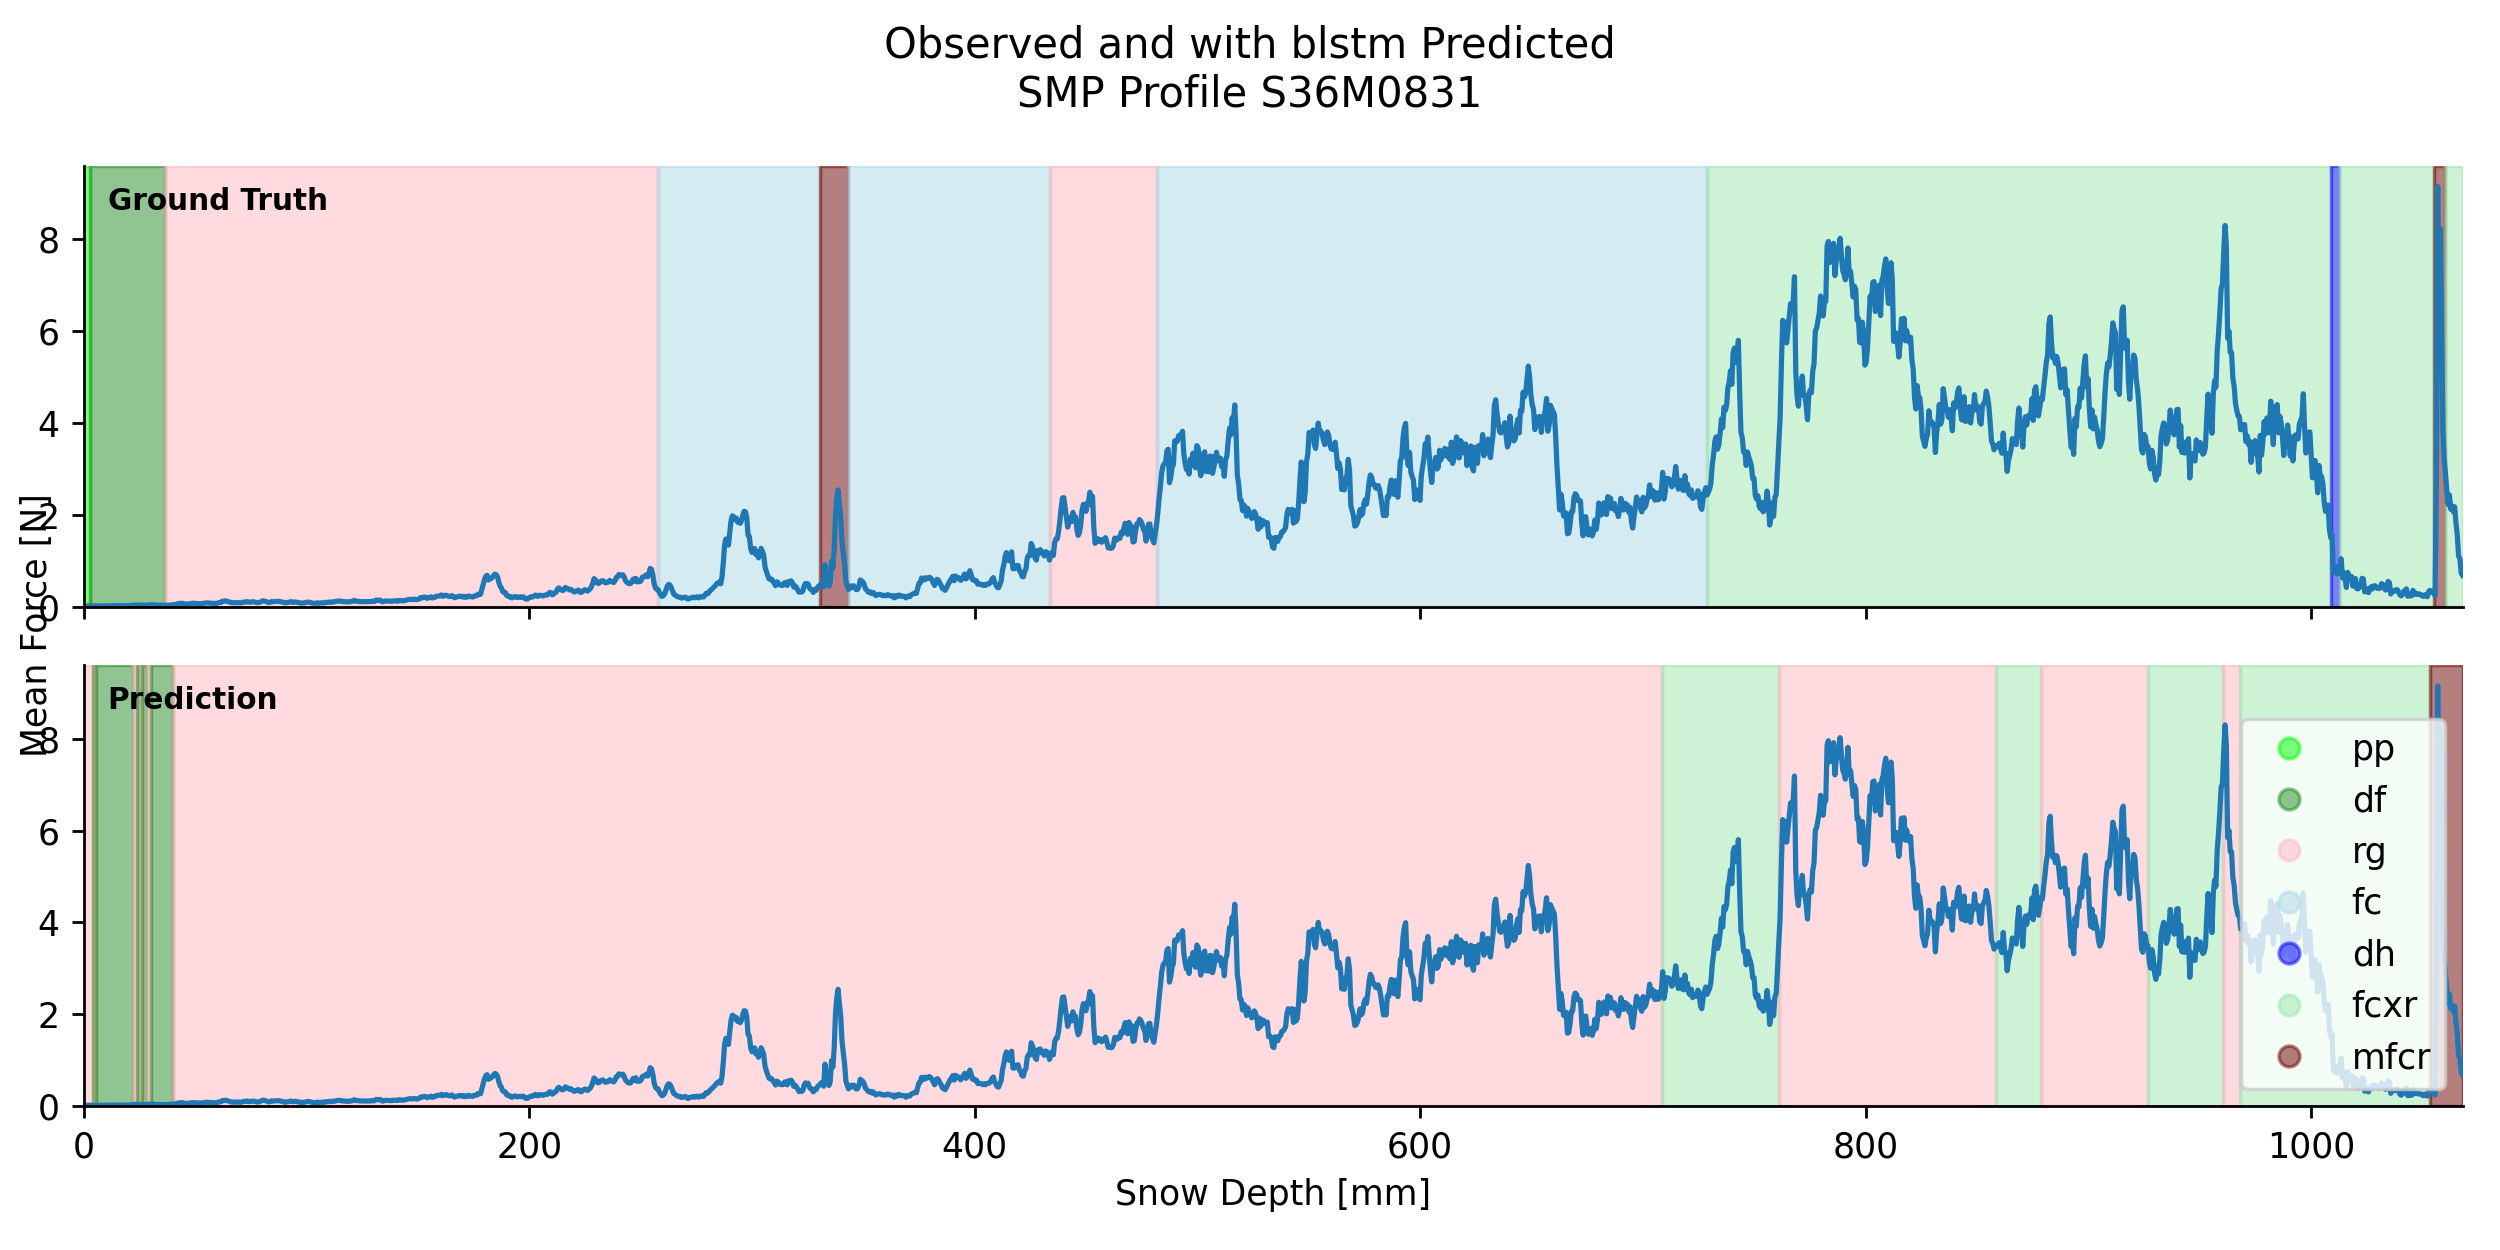 Observed and with blstm Predicted
SMP Profile S36M0831
Ground Truth
8
6
4
2
0
Mean Force [N]
Prediction
8
6
4
2
0
pp
df
rg
fc
dh
fcxr
mfcr
0 200 400 600 800 1000
Snow Depth [mm]